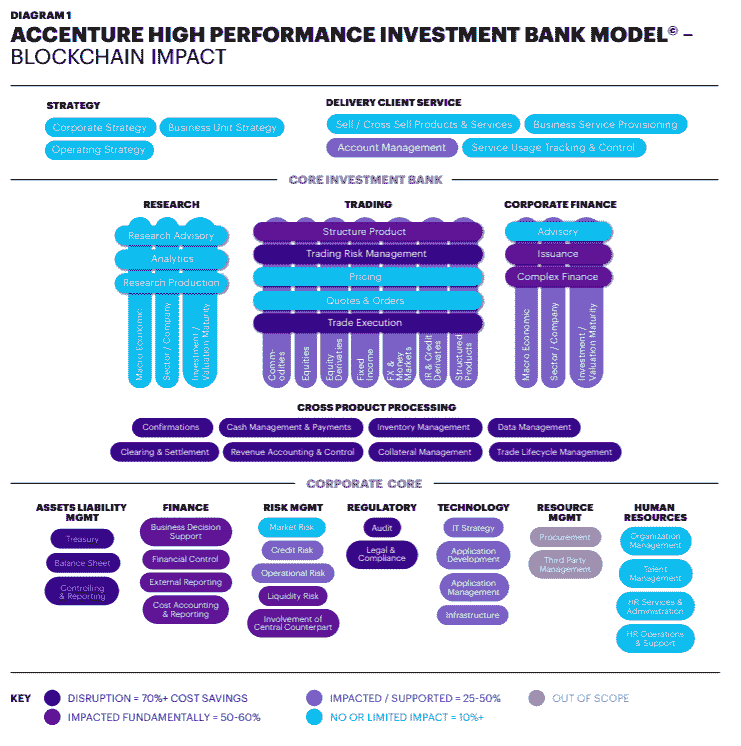 DIAGRAM 1
ACCENTURE HIGH PERFORMANCE INVESTMENT BANK MODEL© –
BLOCKCHAIN IMPACT
STRATEGY
Corporate Strategy
Business Unit Strategy
Operating Strategy
DELIVERY CLIENT SERVICE
Sell / Cross Sell Products & Services
Business Service Provisioning
Account Management
Service Usage Tracking & Control
CORE INVESTMENT BANK
RESEARCH
Research Advisory
Analytics
Research Production
Macro Economic
Sector / Company
Investment /
Valuation Maturity
TRADING
Structure Product
Trading Risk Management
Pricing
Quotes & Orders
Trade Execution
Comm-
odities
Equities
Equity
Derivaties
Fixed
Income
FX &
Money
Markets
IR & Credit
Derivates
Structured
Products
CORPORATE FINANCE
Advisory
Issuance
Complex Finance
Macro Economic
Sector / Company
Investment /
Valuation Maturity
CROSS PRODUCT PROCESSING
Confirmations
Cash Management & Payments
Inventory Management
Data Management
Clearing & Settlement
Revenue Accounting & Control
Collateral Management
Trade Lifecycle Management
CORPORATE CORE
ASSETS LIABILITY
MGMT
Treasury
Balance Sheet
Controlling
& Reporting
FINANCE
Business Decision
Support
Financial Control
External Reporting
Cost Accounting
& Reporting
RISK MGMT
Market Risk
Credit Risk
Operational Risk
Liquidity Risk
Involvement of
Central Counterpart
REGULATORY
Audit
Legal &
Compliance
TECHNOLOGY
IT Strategy
Application
Development
Application
Management
Infrastructure
RESOURCE
MGMT
Procurement
Third Party
Management
HUMAN
RESOURCES
Organization
Management
Talent
Management
HR Services &
Administration
HR Operations
& Support
KEY
DISRUPTION = 70%+ COST SAVINGS
IMPACTED FUNDAMENTALLY = 50-60%
IMPACTED / SUPPORTED = 25-50%
NO OR LIMITED IMPACT = 10%+
OUT OF SCOPE